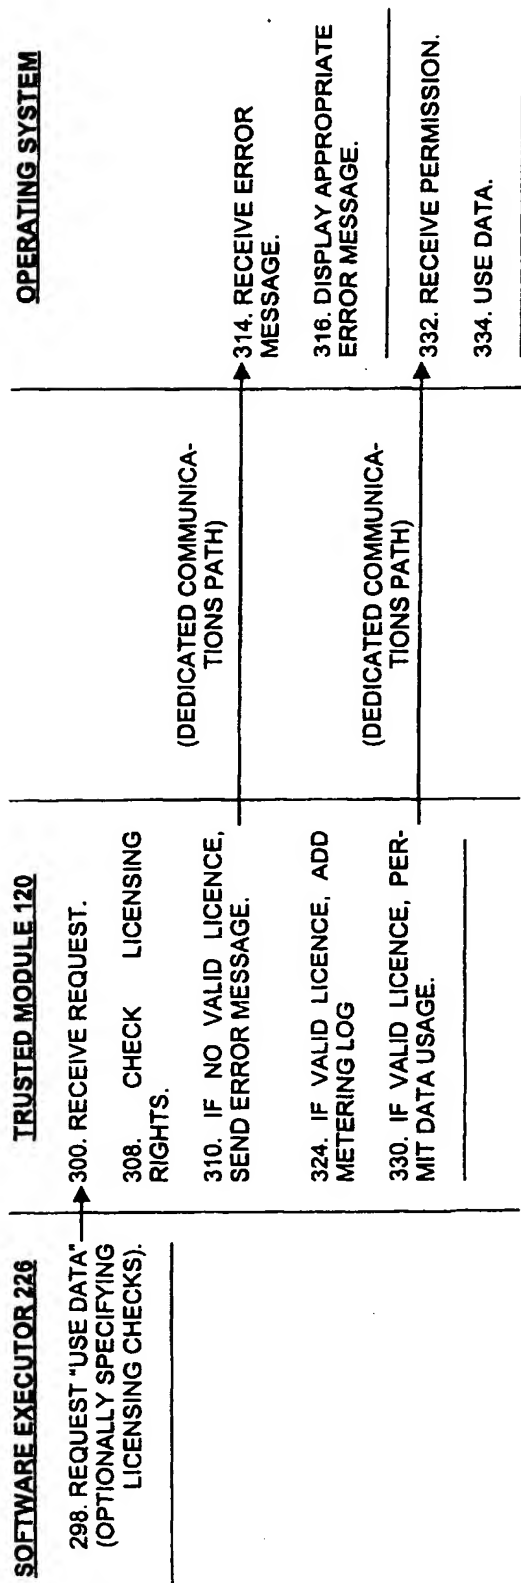 SOFTWARE EXECUTOR 226
298. REQUEST "USE DATA"
(OPTIONALLY SPECIFYING
LICENSING CHECKS).
TRUSTED MODULE 120
300. RECEIVE REQUEST.
308. CHECK LICENSING
RIGHTS.
310. IF NO VALID LICENCE,
SEND ERROR MESSAGE.
324. IF VALID LICENCE, ADD
METERING LOG
330. IF VALID LICENCE, PER-
MIT DATA USAGE.
(DEDICATED COMMUNICA-
TIONS PATH)
(DEDICATED COMMUNICA-
TIONS PATH)
OPERATING SYSTEM
314. RECEIVE ERROR
MESSAGE.
316. DISPLAY APPROPRIATE
ERROR MESSAGE.
332. RECEIVE PERMISSION.
334. USE DATA.